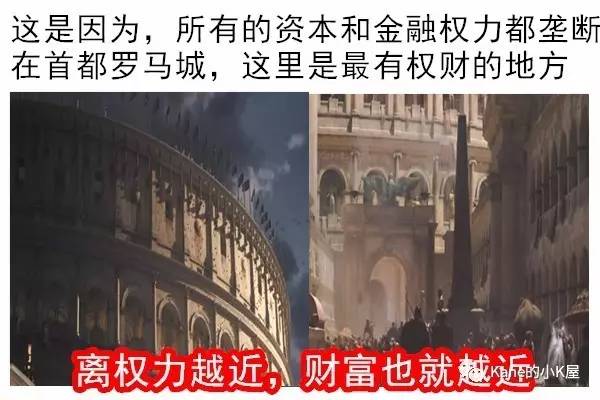 这是因为，所有的资本和金融权力都垄断
在首都罗马城，这里是最有权财的地方
离权力越近，财富也就越近
Kane的小K屋